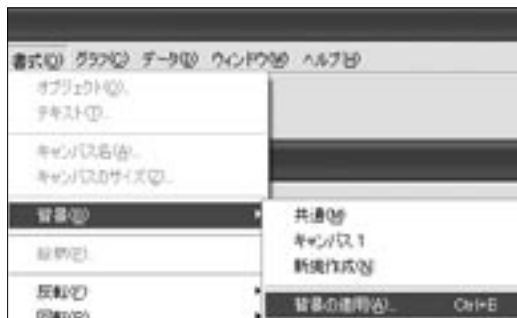 書式(O) グラフ(G) データ(D) ウィンドウ(W) ヘルプ(H)
オブジェクト(O)...
テキスト(T)...
キャンバス名(A)...
キャンバスのサイズ(Z)...
背景(B)
共通(M)
キャンバス 1
新規作成(N)
反転(F)
背景の適用(A)... Ctrl+E
回転(R)